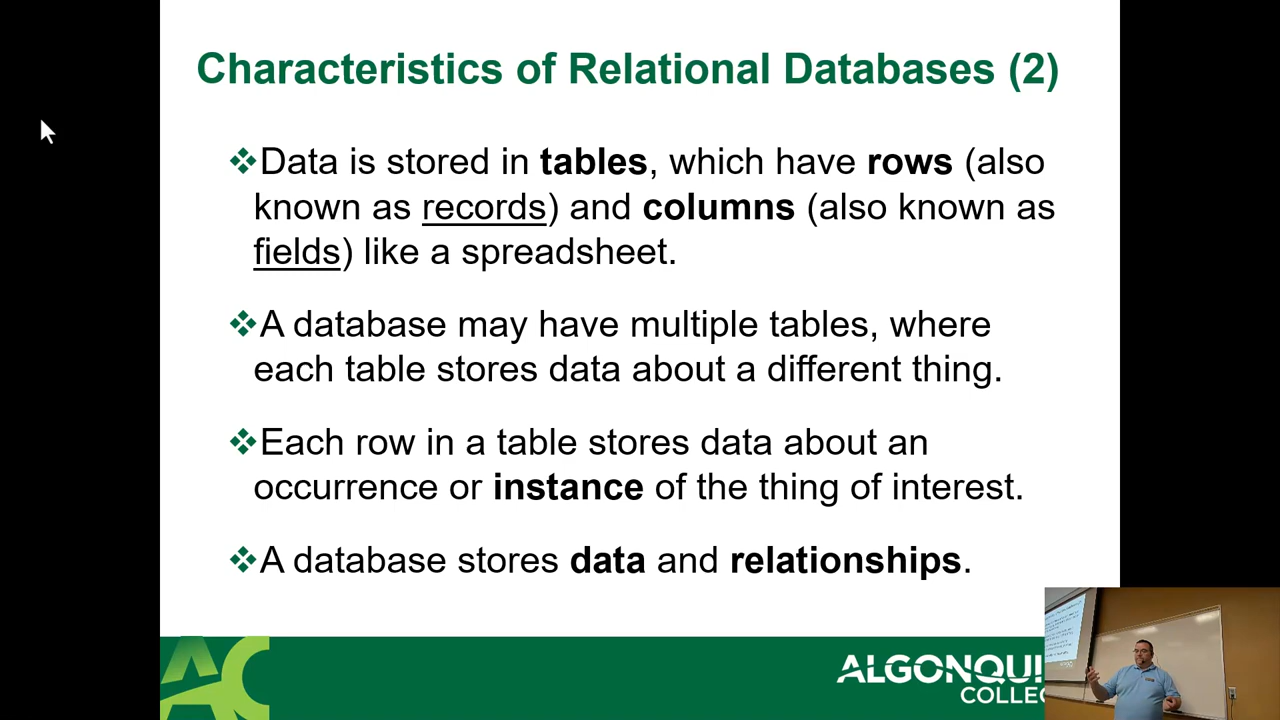 Characteristics of Relational Databases (2)
❖Data is stored in tables, which have rows (also
known as records) and columns (also known as
fields) like a spreadsheet.
❖A database may have multiple tables, where
each table stores data about a different thing.
❖Each row in a table stores data about an
occurrence or instance of the thing of interest.
❖A database stores data and relationships.
AC
ALGONQUI
COLLE